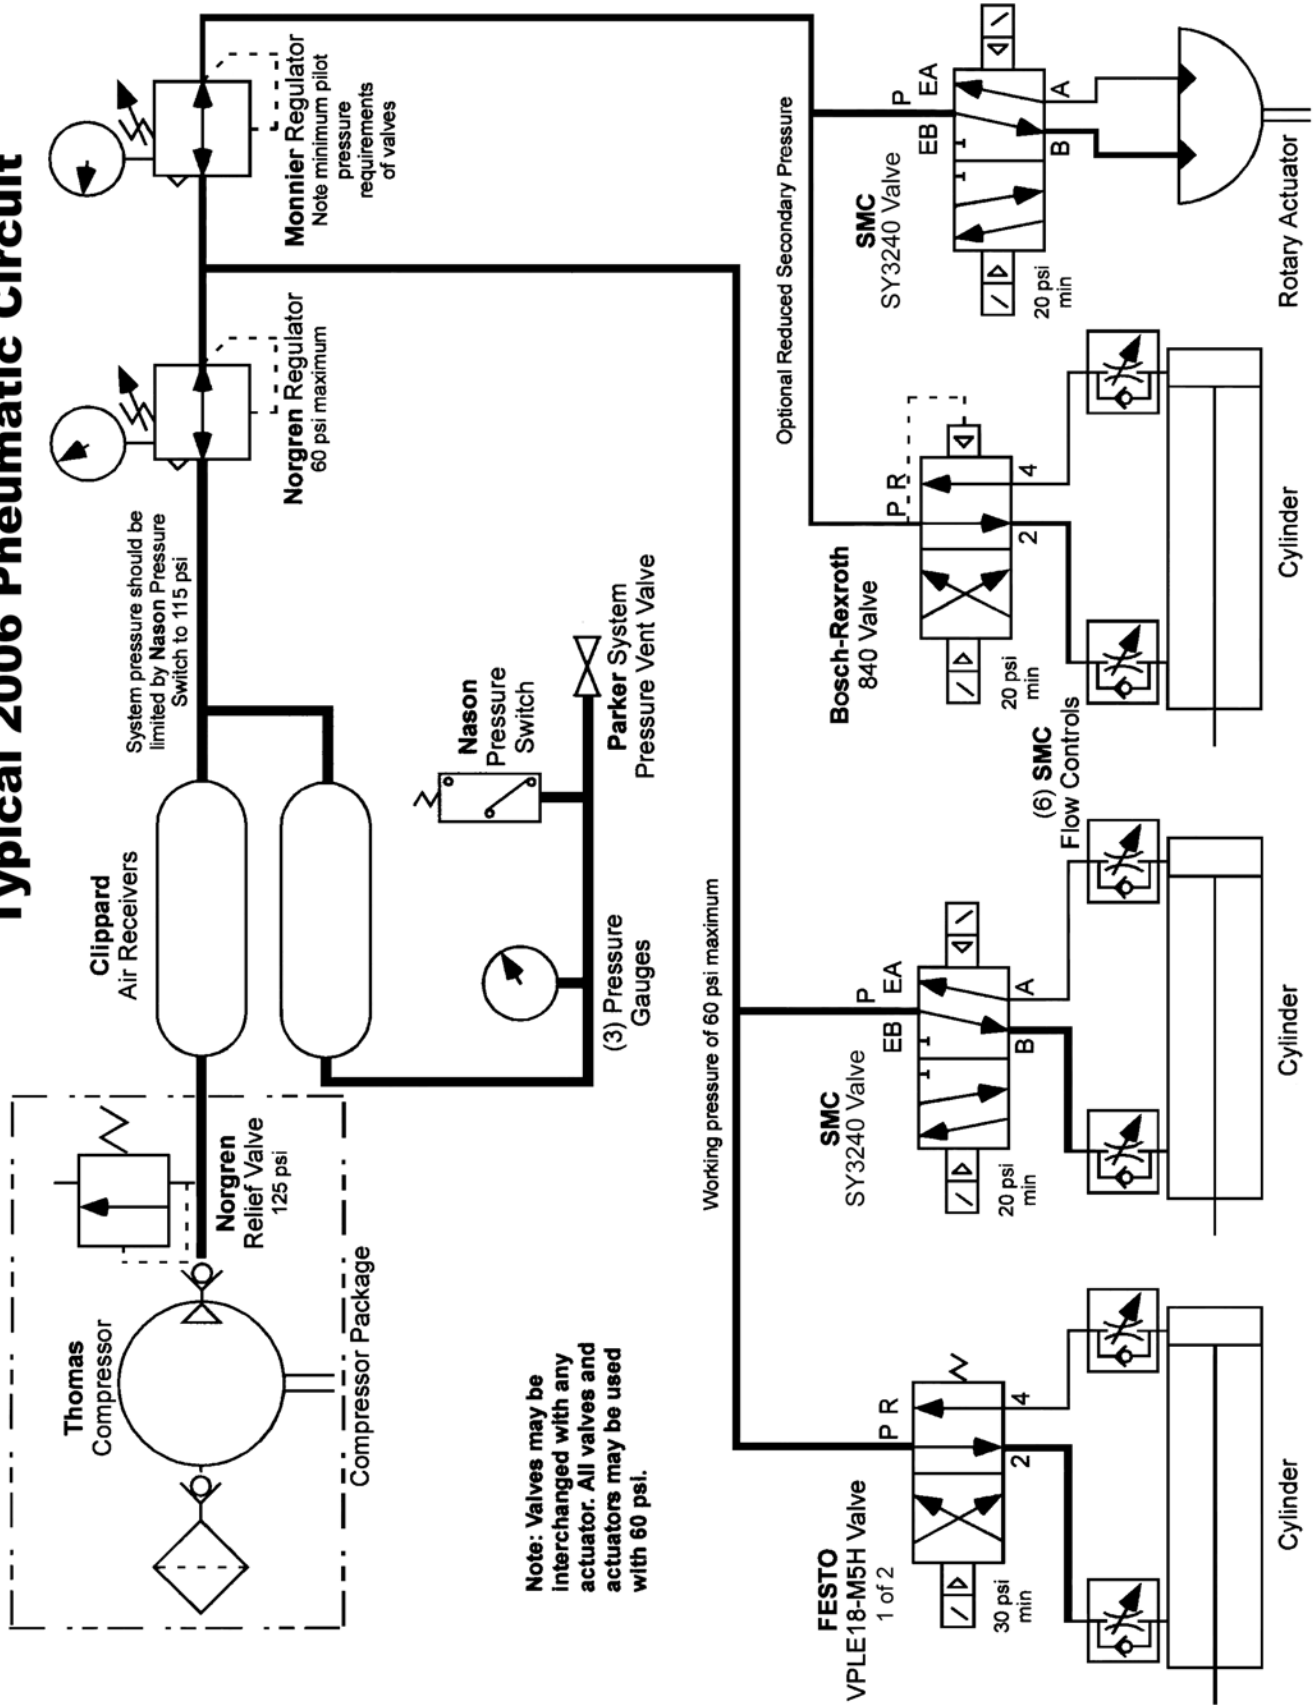 Typical 2006 Pneumatic Circuit
Thomas
Compressor
Norgren
Relief Valve
125 psi
Compressor Package
Clippard
Air Receivers
System pressure should be
limited by Nason Pressure
Switch to 115 psi
Norgren Regulator
60 psi maximum
Monnier Regulator
Note minimum pilot
pressure
requirements
of valves
(3) Pressure
Gauges
Nason
Pressure
Switch
Parker System
Pressure Vent Valve
Note: Valves may be
interchanged with any
actuator. All valves and
actuators may be used
with 60 psi.
Working pressure of 60 psi maximum
Optional Reduced Secondary Pressure
FESTO
VPLE18-M5H Valve
1 of 2
P R
2
4
30 psi
min
Cylinder
SMC
SY3240 Valve
P
EB EA
B
A
20 psi
min
Cylinder
(6) SMC
Flow Controls
Bosch-Rexroth
840 Valve
P R
2
4
20 psi
min
Cylinder
SMC
SY3240 Valve
P
EB EA
B
A
20 psi
min
Rotary Actuator